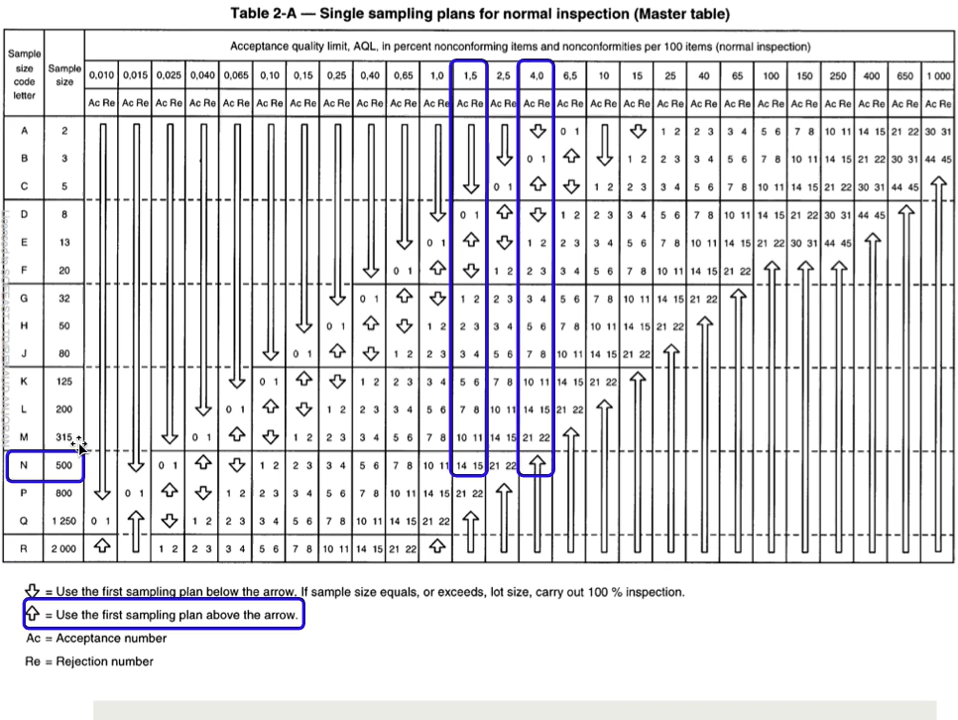 Table 2-A — Single sampling plans for normal inspection (Master table)
Sample size code letter Sample size Acceptance quality limit, AQL, in percent nonconforming items and nonconformities per 100 items (normal inspection)
0,010 0,015 0,025 0,040 0,065 0,10 0,15 0,25 0,40 0,65 1,0 1,5 2,5 4,0 6,5 10 15 25 40 65 100 150 250 400 650 1 000
Ac Re Ac Re Ac Re Ac Re Ac Re Ac Re Ac Re Ac Re Ac Re Ac Re Ac Re Ac Re Ac Re Ac Re Ac Re Ac Re Ac Re Ac Re Ac Re Ac Re Ac Re Ac Re Ac Re Ac Re Ac Re Ac Re
A 2 ⇩ 0 1 ⇩ 1 2 2 3 3 4 5 6 7 8 10 11 14 15 21 22 30 31
B 3 0 1 ⇧ 1 2 2 3 3 4 5 6 7 8 10 11 14 15 21 22 30 31 44 45
C 5 0 1 ⇧ ⇩ 1 2 2 3 3 4 5 6 7 8 10 11 14 15 21 22 30 31 44 45
D 8 0 1 ⇧ ⇩ 1 2 2 3 3 4 5 6 7 8 10 11 14 15 21 22 30 31 44 45
E 13 0 1 ⇧ ⇩ 1 2 2 3 3 4 5 6 7 8 10 11 14 15 21 22 30 31 44 45
F 20 0 1 ⇧ ⇩ 1 2 2 3 3 4 5 6 7 8 10 11 14 15 21 22
G 32 0 1 ⇧ ⇩ 1 2 2 3 3 4 5 6 7 8 10 11 14 15 21 22
H 50 0 1 ⇧ ⇩ 1 2 2 3 3 4 5 6 7 8 10 11 14 15 21 22
J 80 0 1 ⇧ ⇩ 1 2 2 3 3 4 5 6 7 8 10 11 14 15 21 22
K 125 0 1 ⇧ ⇩ 1 2 2 3 3 4 5 6 7 8 10 11 14 15 21 22
L 200 0 1 ⇧ ⇩ 1 2 2 3 3 4 5 6 7 8 10 11 14 15 21 22
M 315 0 1 ⇧ ⇩ 1 2 2 3 3 4 5 6 7 8 10 11 14 15 21 22
N 500 0 1 ⇧ ⇩ 1 2 2 3 3 4 5 6 7 8 10 11 14 15 21 22
P 800 0 1 ⇧ ⇩ 1 2 2 3 3 4 5 6 7 8 10 11 14 15 21 22
Q 1 250 0 1 ⇩ 1 2 2 3 3 4 5 6 7 8 10 11 14 15 21 22
R 2 000 ⇧ 1 2 2 3 3 4 5 6 7 8 10 11 14 15 21 22 ⇧
⇩ = Use the first sampling plan below the arrow. If sample size equals, or exceeds, lot size, carry out 100 % inspection.
⇧ = Use the first sampling plan above the arrow.
Ac = Acceptance number
Re = Rejection number